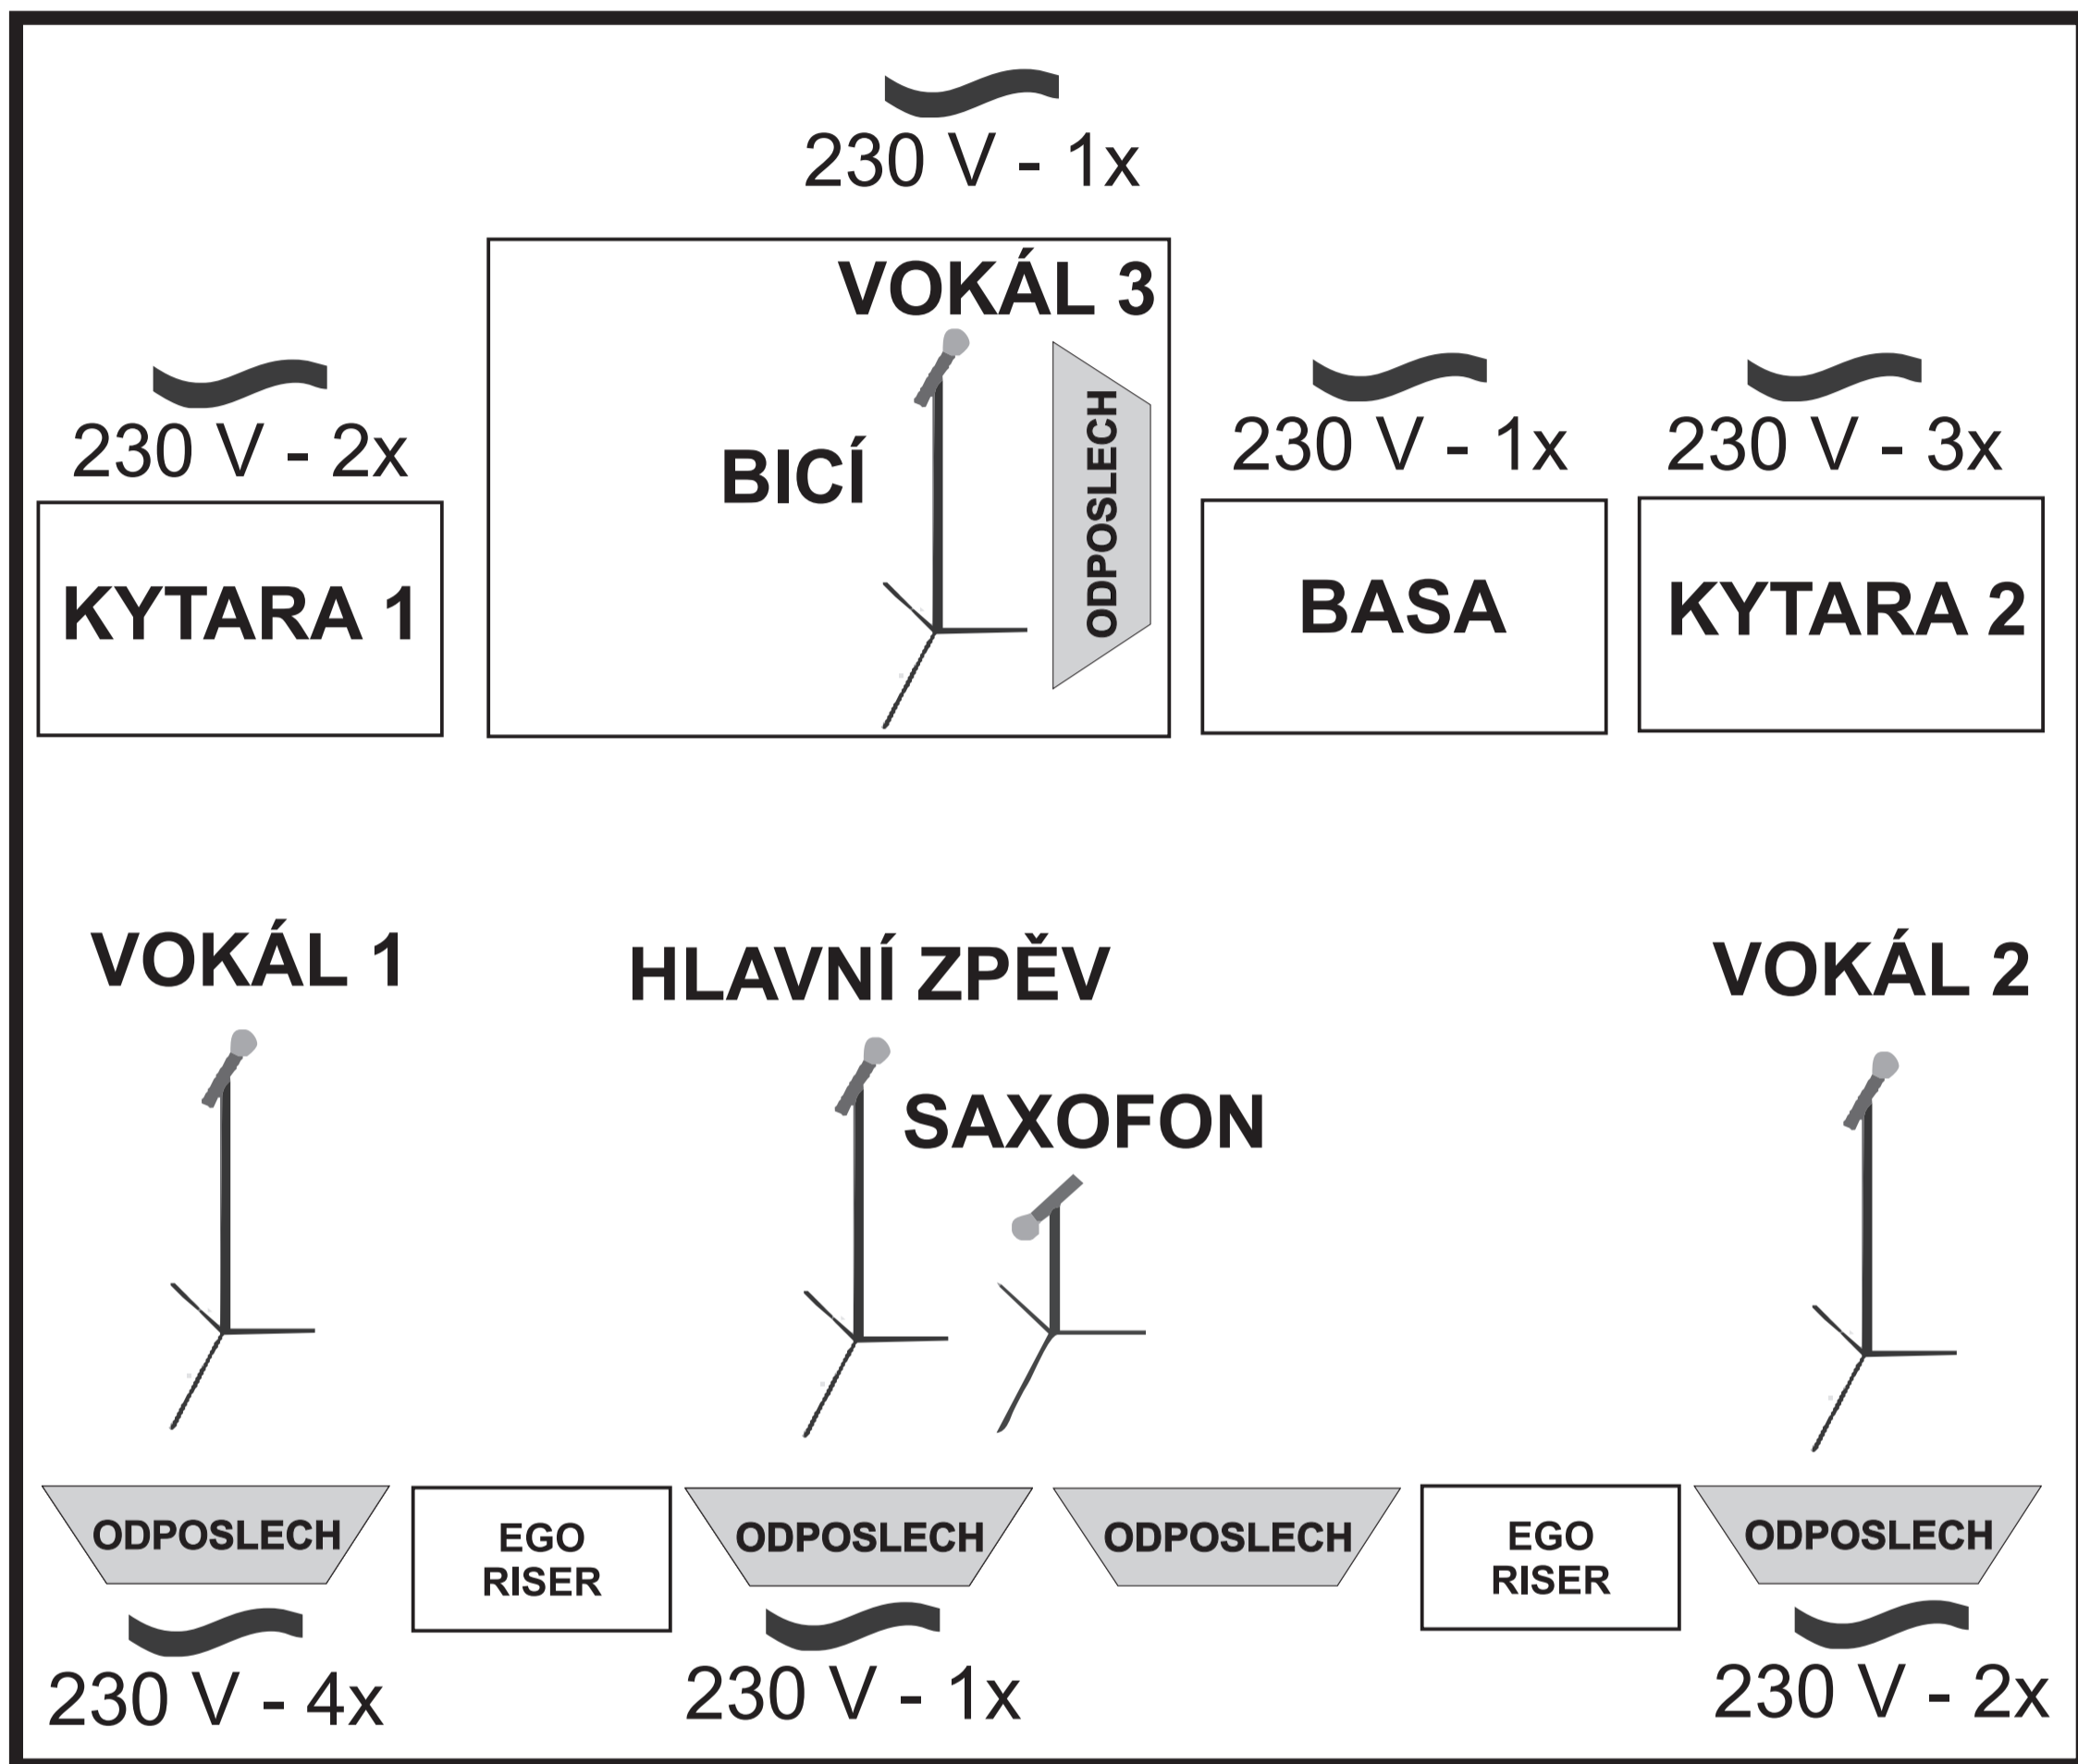 230 V - 1x
VOKÁL 3
BICÍ
ODPOSLECH
230 V - 2x
KYTARA 1
230 V - 1x
BASA
230 V - 3x
KYTARA 2
VOKÁL 1
HLAVNÍ ZPĚV
SAXOFON
VOKÁL 2
ODPOSLECH
EGO
RISER
ODPOSLECH
ODPOSLECH
EGO
RISER
ODPOSLECH
230 V - 4x
230 V - 1x
230 V - 2x